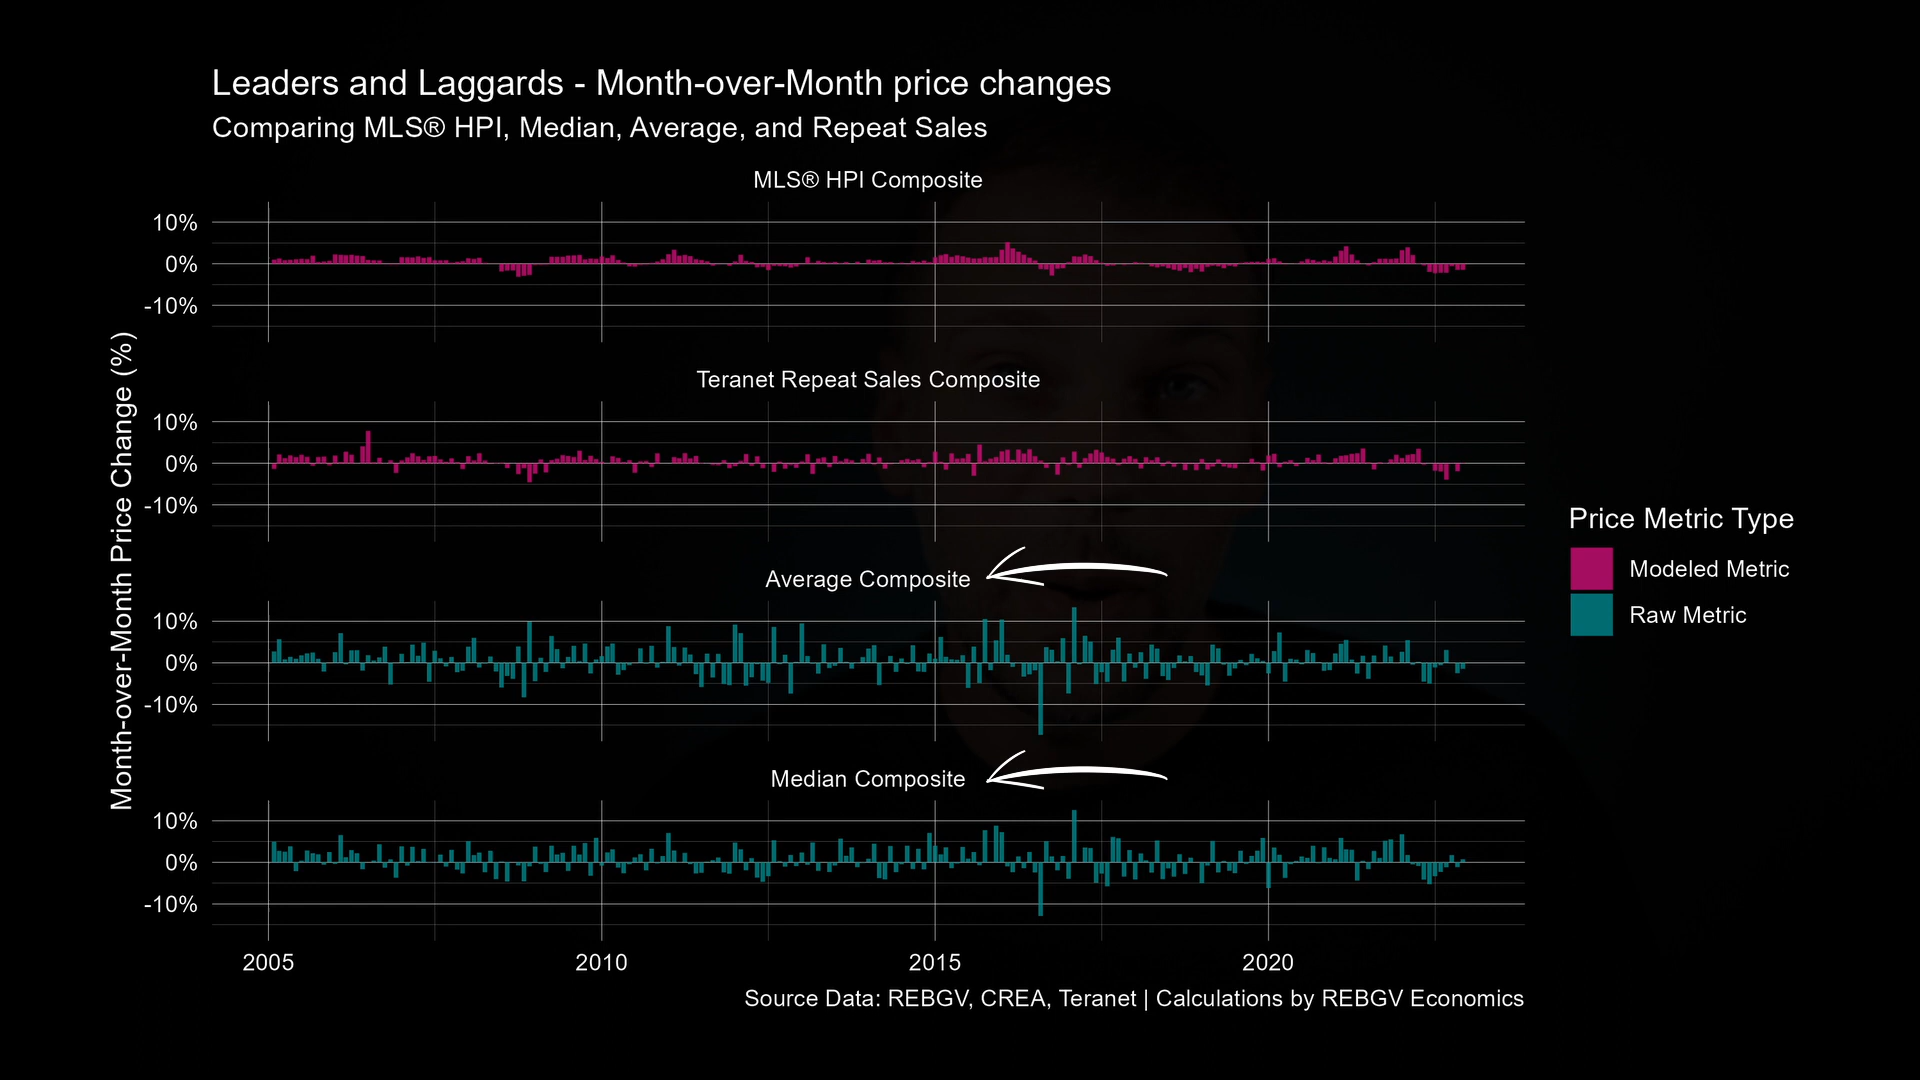 Leaders and Laggards - Month-over-Month price changes
Comparing MLS® HPI, Median, Average, and Repeat Sales
MLS® HPI Composite
10%
0%
-10%
Teranet Repeat Sales Composite
10%
0%
-10%
Average Composite
10%
0%
-10%
Median Composite
10%
0%
-10%
Month-over-Month Price Change (%)
2005 2010 2015 2020
Price Metric Type
Modeled Metric
Raw Metric
Source Data: REBGV, CREA, Teranet | Calculations by REBGV Economics